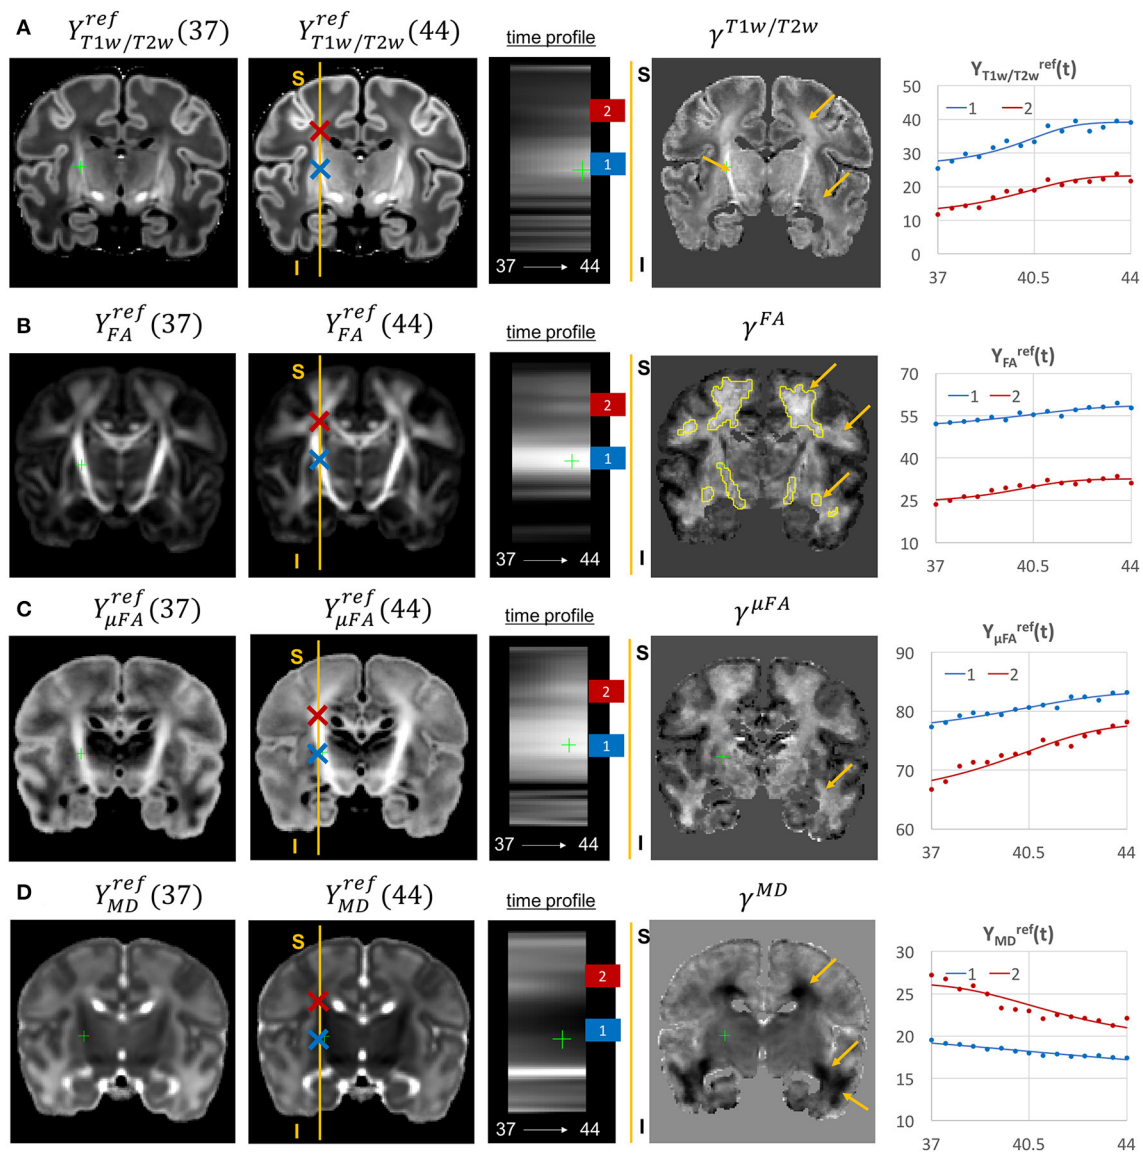 A
Y^ref_T1w/T2w(37)
Y^ref_T1w/T2w(44)
time profile
γ^T1w/T2w
S
I
2
1
37 → 44
S
I
Y_T1w/T2w^ref(t)
50
40
30
20
10
0
1
2
37
40.5
44
B
Y^ref_FA(37)
Y^ref_FA(44)
time profile
γ^FA
S
I
2
1
37 → 44
S
I
Y_FA^ref(t)
70
55
40
25
10
1
2
37
40.5
44
C
Y^ref_μFA(37)
Y^ref_μFA(44)
time profile
γ^μFA
S
I
2
1
37 → 44
S
I
Y_μFA^ref(t)
90
80
70
60
1
2
37
40.5
44
D
Y^ref_MD(37)
Y^ref_MD(44)
time profile
γ^MD
S
I
2
1
37 → 44
S
I
Y_MD^ref(t)
30
25
20
15
10
1
2
37
40.5
44